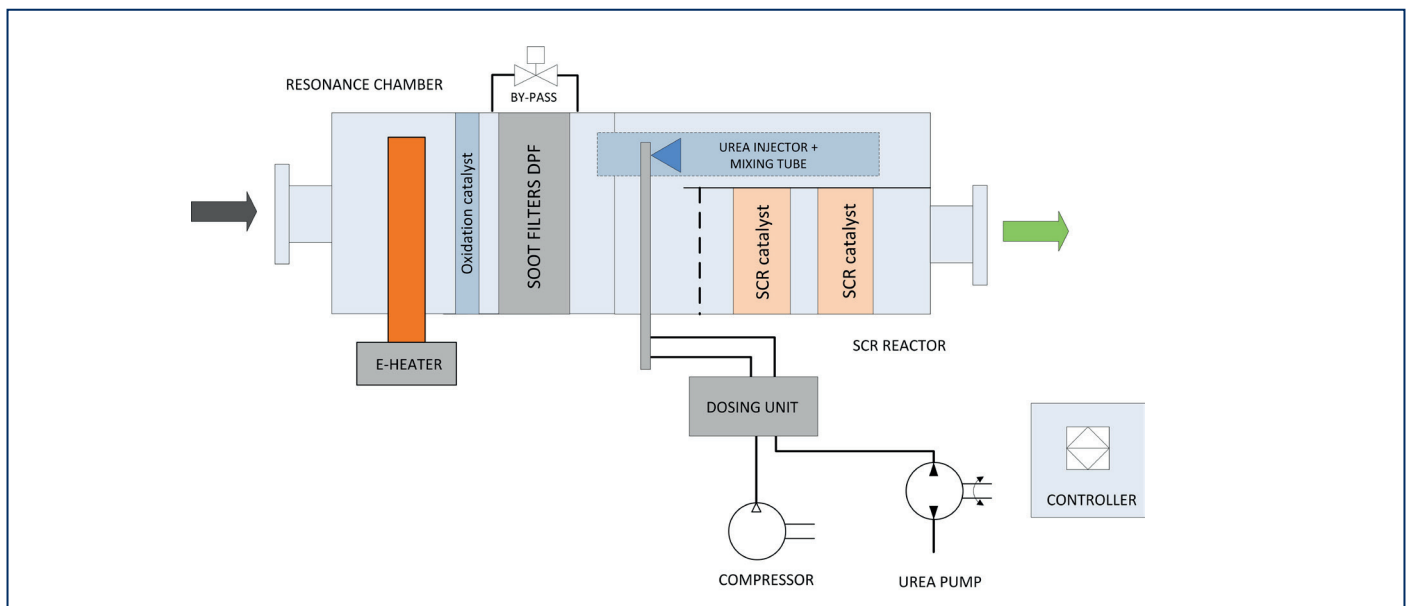 RESONANCE CHAMBER
BY-PASS
Oxidation catalyst
SOOT FILTERS DPF
UREA INJECTOR +
MIXING TUBE
SCR catalyst
SCR catalyst
E-HEATER
SCR REACTOR
DOSING UNIT
CONTROLLER
COMPRESSOR
UREA PUMP